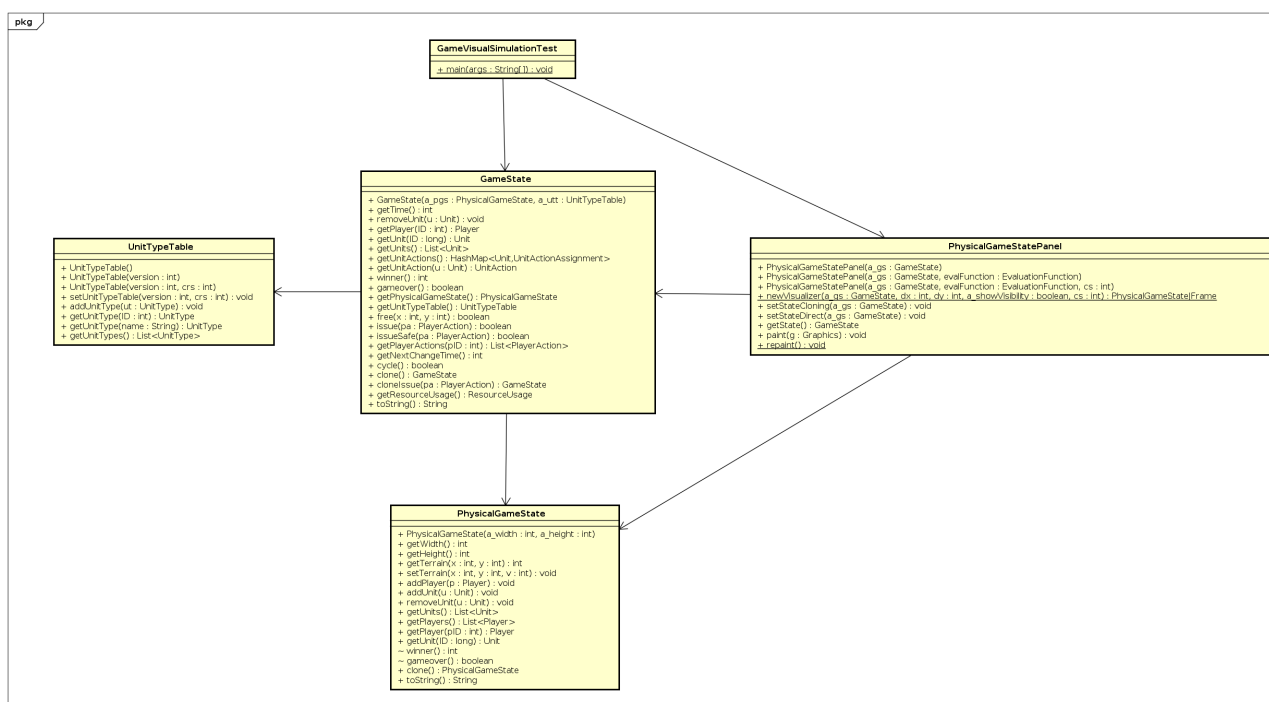 pkg
GameVisualSimulationTest
+ main(args : String[]) : void
GameState
+ GameState(a_pgs : PhysicalGameState, a_utt : UnitTypeTable)
+ getTime() : int
+ removeUnit(u : Unit) : void
+ getPlayer(ID : int) : Player
+ getUnit(ID : long) : Unit
+ getUnits() : List<Unit>
+ getUnitActions() : HashMap<Unit,UnitActionAssignment>
+ getUnitAction(u : Unit) : UnitAction
+ winner() : int
+ gameover() : boolean
+ getPhysicalGameState() : PhysicalGameState
+ getUnitTypeTable() : UnitTypeTable
+ free(x : int, y : int) : boolean
+ issue(pa : PlayerAction) : boolean
+ issueSafe(pa : PlayerAction) : boolean
+ getPlayerActions(pID : int) : List<PlayerAction>
+ getNextChangeTime() : int
+ cycle() : boolean
+ clone() : GameState
+ cloneIssue(pa : PlayerAction) : GameState
+ getResourceUsage() : ResourceUsage
+ toString() : String
UnitTypeTable
+ UnitTypeTable()
+ UnitTypeTable(version : int)
+ UnitTypeTable(version : int, crs : int)
+ setUnitTypeTable(version : int, crs : int) : void
+ addUnitType(ut : UnitType) : void
+ getUnitType(ID : int) : UnitType
+ getUnitType(name : String) : UnitType
+ getUnitTypes() : List<UnitType>
PhysicalGameStatePanel
+ PhysicalGameStatePanel(a_gs : GameState)
+ PhysicalGameStatePanel(a_gs : GameState, evalFunction : EvaluationFunction)
+ PhysicalGameStatePanel(a_gs : GameState, evalFunction : EvaluationFunction, cs : int)
+ newVisualizer(a_gs : GameState, dx : int, dy : int, a_showVisibility : boolean, cs : int) : PhysicalGameStateJFrame
+ setStateCloning(a_gs : GameState) : void
+ setStateDirect(a_gs : GameState) : void
+ getState() : GameState
+ paint(g : Graphics) : void
+ repaint() : void
PhysicalGameState
+ PhysicalGameState(a_width : int, a_height : int)
+ getWidth() : int
+ getHeight() : int
+ getTerrain(x : int, y : int) : int
+ setTerrain(x : int, y : int, v : int) : void
+ addPlayer(p : Player) : void
+ addUnit(u : Unit) : void
+ removeUnit(u : Unit) : void
+ getUnits() : List<Unit>
+ getPlayers() : List<Player>
+ getPlayer(pID : int) : Player
+ getUnit(ID : long) : Unit
~ winner() : int
~ gameover() : boolean
+ clone() : PhysicalGameState
+ toString() : String